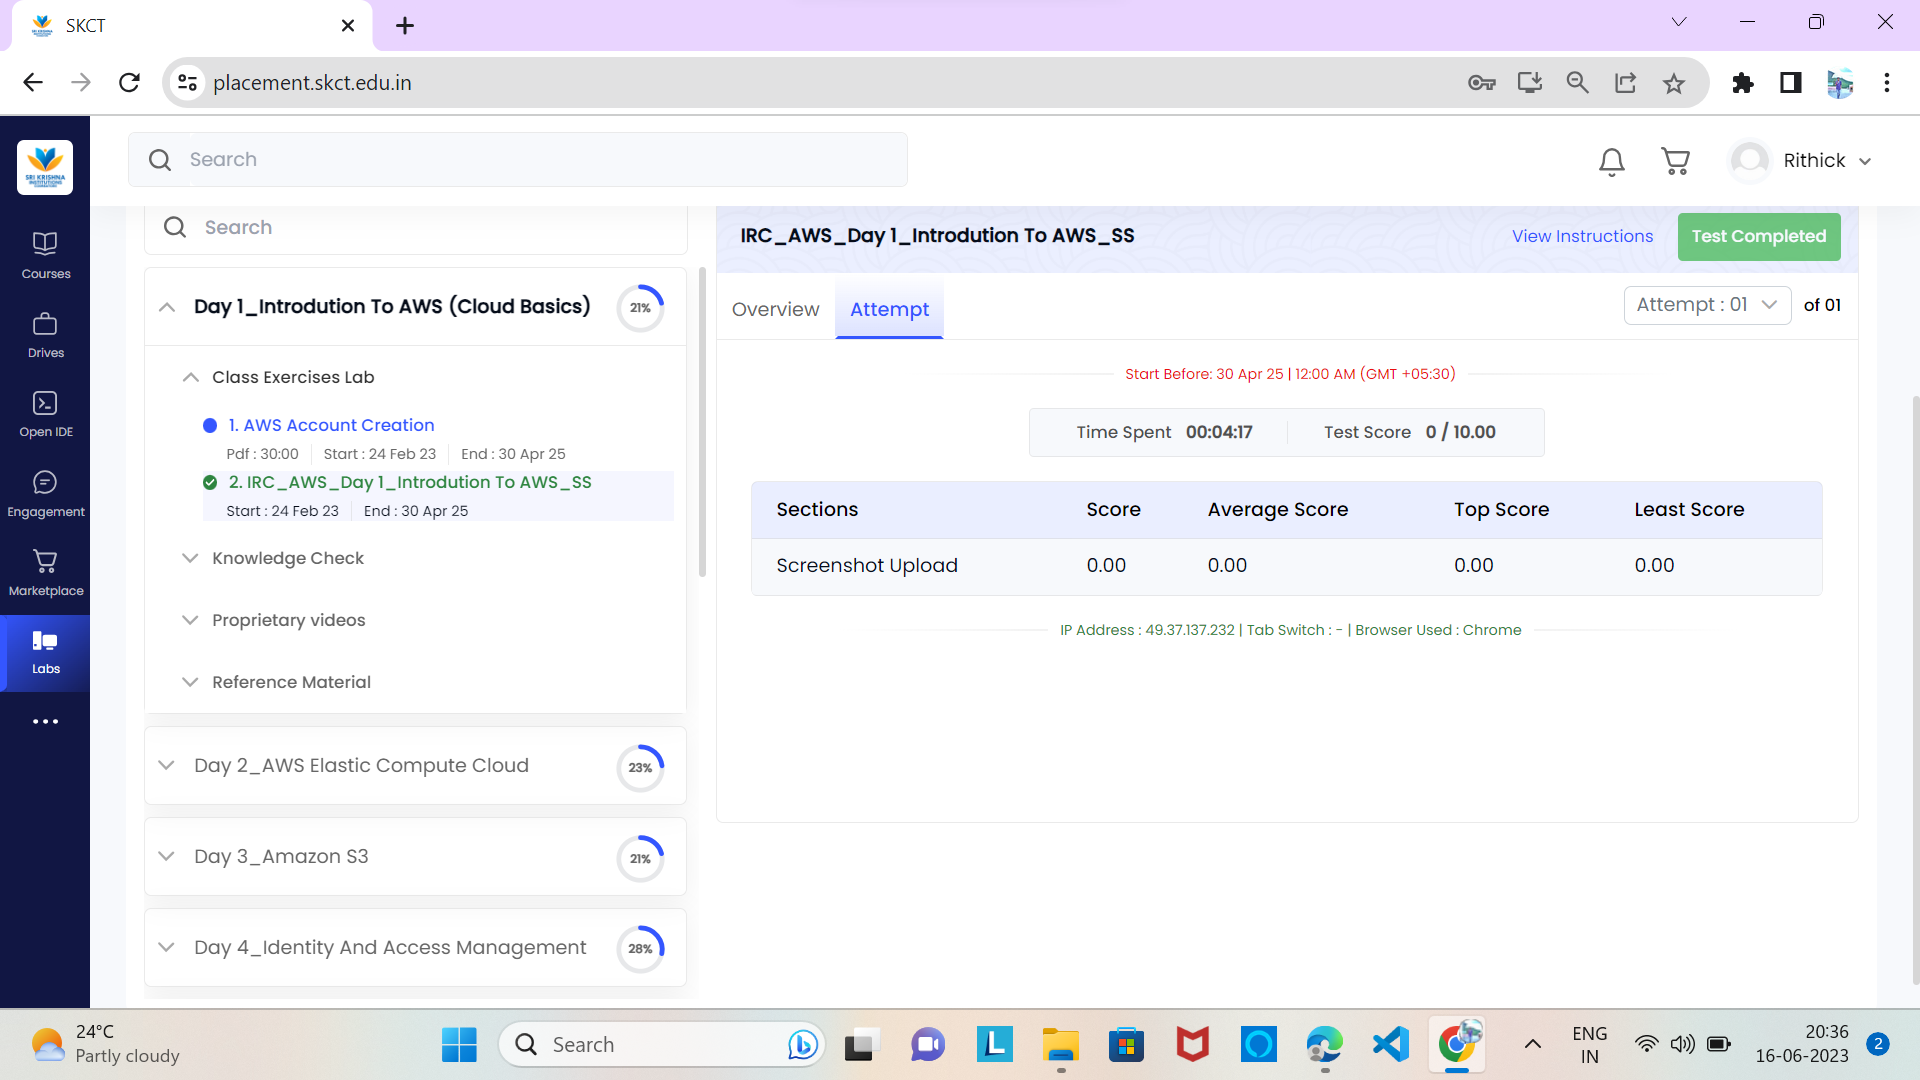 SKCT
placement.skct.edu.in
SRI KRISHNA
INSTITUTIONS
Search
Rithick
Courses
Drives
Open IDE
Engagement
Marketplace
Labs
Search
Day 1_Introdution To AWS (Cloud Basics)
21%
Class Exercises Lab
1. AWS Account Creation
Pdf : 30:00
Start : 24 Feb 23
End : 30 Apr 25
2. IRC_AWS_Day 1_Introdution To AWS_SS
Start : 24 Feb 23
End : 30 Apr 25
Knowledge Check
Proprietary videos
Reference Material
Day 2_AWS Elastic Compute Cloud
23%
Day 3_Amazon S3
21%
Day 4_Identity And Access Management
28%
IRC_AWS_Day 1_Introdution To AWS_SS
View Instructions
Test Completed
Overview
Attempt
Attempt : 01
of 01
Start Before: 30 Apr 25 | 12:00 AM (GMT +05:30)
Time Spent 00:04:17
Test Score 0 / 10.00
Sections Score Average Score Top Score Least Score
Screenshot Upload 0.00 0.00 0.00 0.00
IP Address : 49.37.137.232 | Tab Switch : - | Browser Used : Chrome
24°C
Partly cloudy
Search
L
ENG
IN
20:36
16-06-2023
2